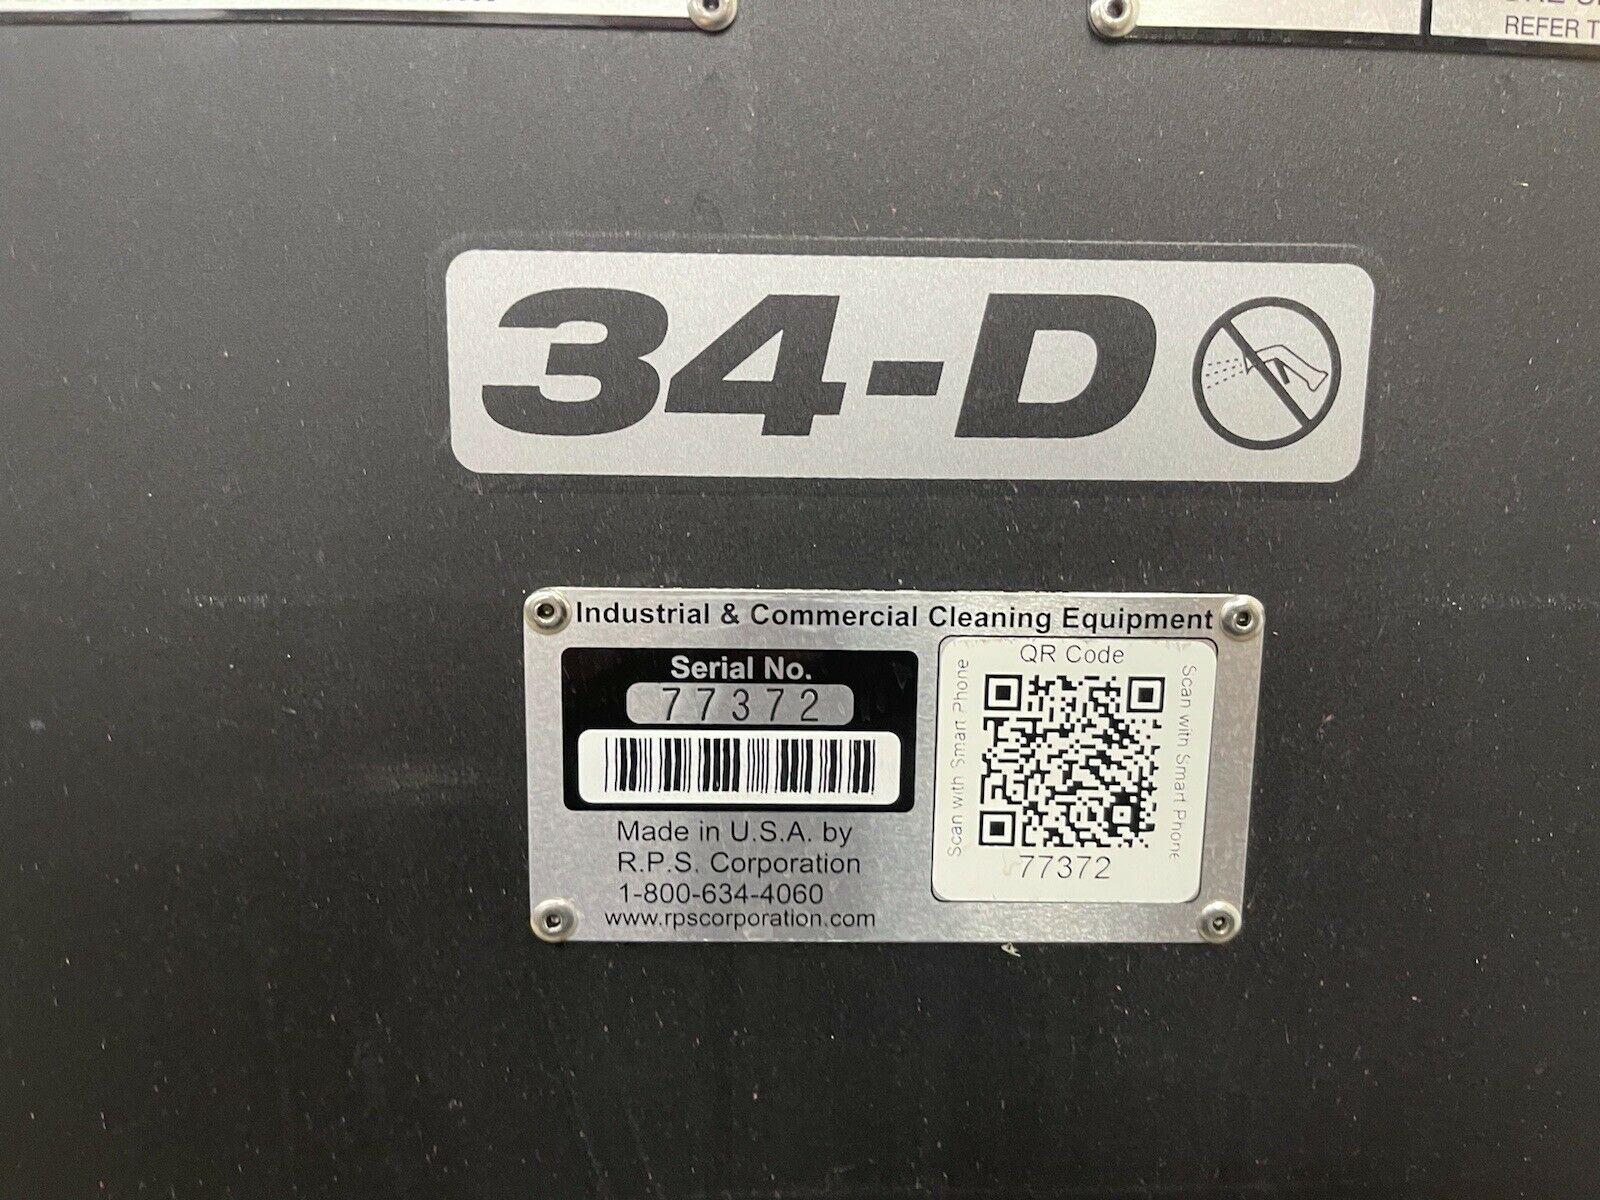 REFER T
34-D
Industrial & Commercial Cleaning Equipment
Serial No.
77372
Made in U.S.A. by
R.P.S. Corporation
1-800-634-4060
www.rpscorporation.com
QR Code
Scan with Smart Phone
Scan with Smart Phone
77372